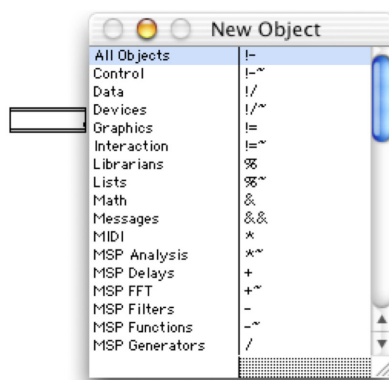 New Object
All Objects !-
Control !-~
Data !/
Devices !/~
Graphics !=
Interaction !=~
Librarians %
Lists %~
Math &
Messages &&
MIDI *
MSP Analysis *~
MSP Delays +
MSP FFT +~
MSP Filters -
MSP Functions -~
MSP Generators /